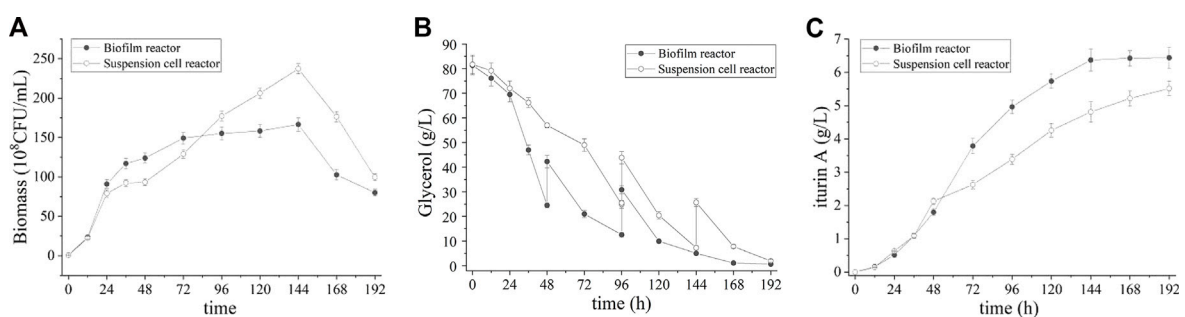 A
Biofilm reactor
Suspension cell reactor
Biomass (10⁸CFU/mL)
250
200
150
100
50
0
0 24 48 72 96 120 144 168 192
time
B
Biofilm reactor
Suspension cell reactor
Glycerol (g/L)
90
80
70
60
50
40
30
20
10
0
0 24 48 72 96 120 144 168 192
time (h)
C
Biofilm reactor
Suspension cell reactor
iturin A (g/L)
7
6
5
4
3
2
1
0
0 24 48 72 96 120 144 168 192
time (h)